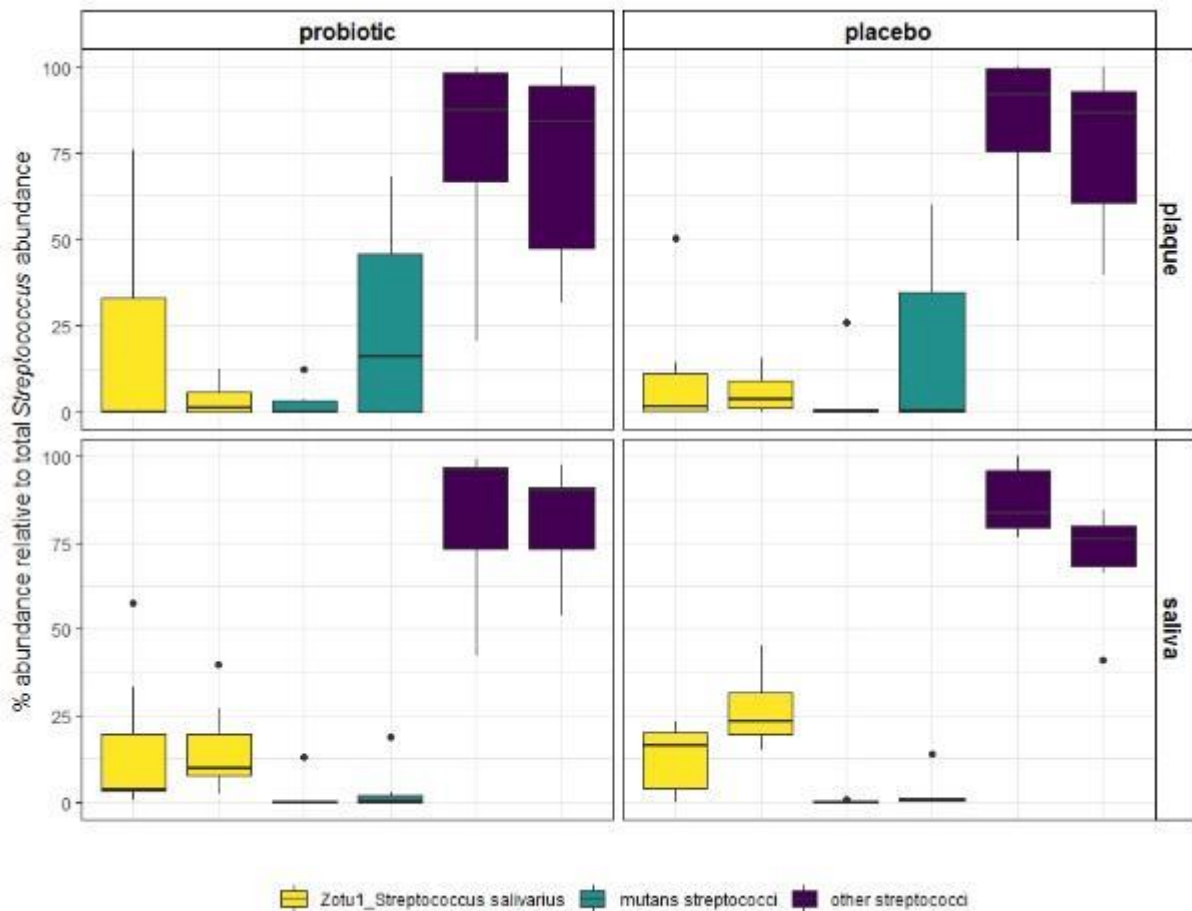 probiotic
placebo
% abundance relative to total Streptococcus abundance
100
75
50
25
0
plaque
100
75
50
25
0
saliva
Zotu1_Streptococcus salivarius
mutans streptococci
other streptococci